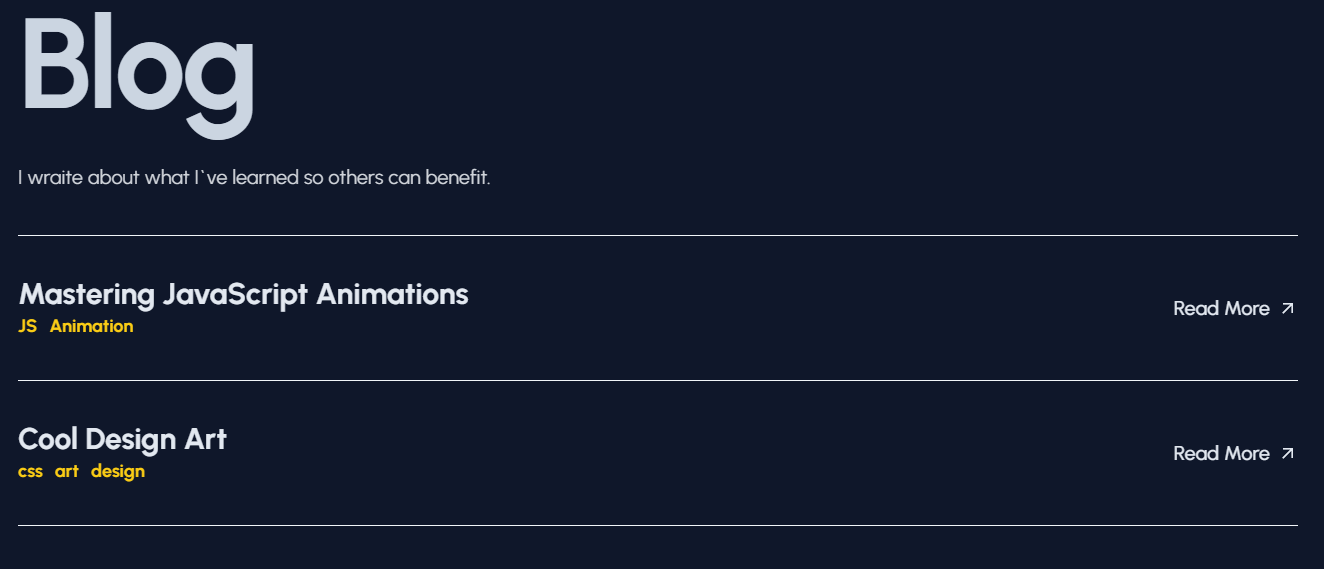 Blog
I wraite about what I`ve learned so others can benefit.
Mastering JavaScript Animations
JS Animation
Read More
Cool Design Art
css art design
Read More